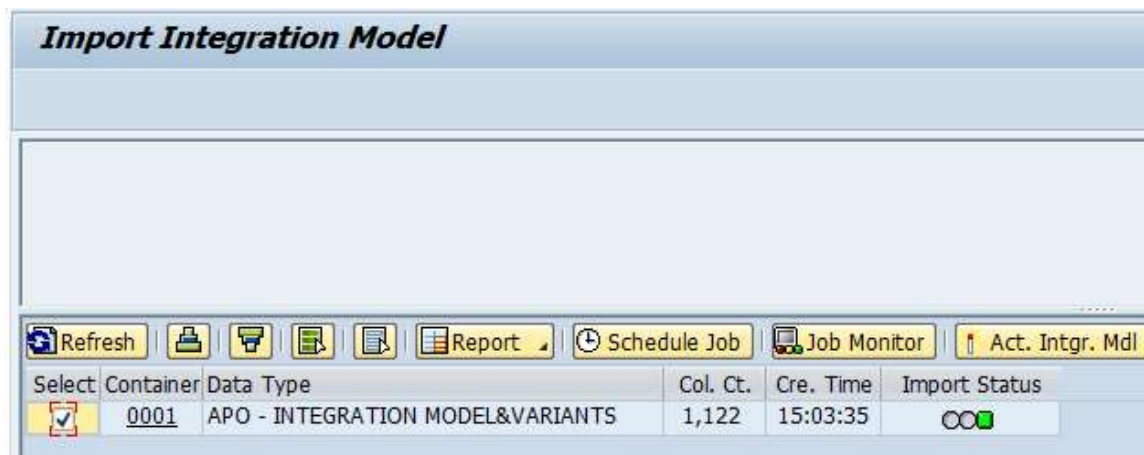 Import Integration Model
Refresh Report Schedule Job Job Monitor Act. Intgr. Mdl
Select Container Data Type Col. Ct. Cre. Time Import Status
0001 APO - INTEGRATION MODEL&VARIANTS 1,122 15:03:35